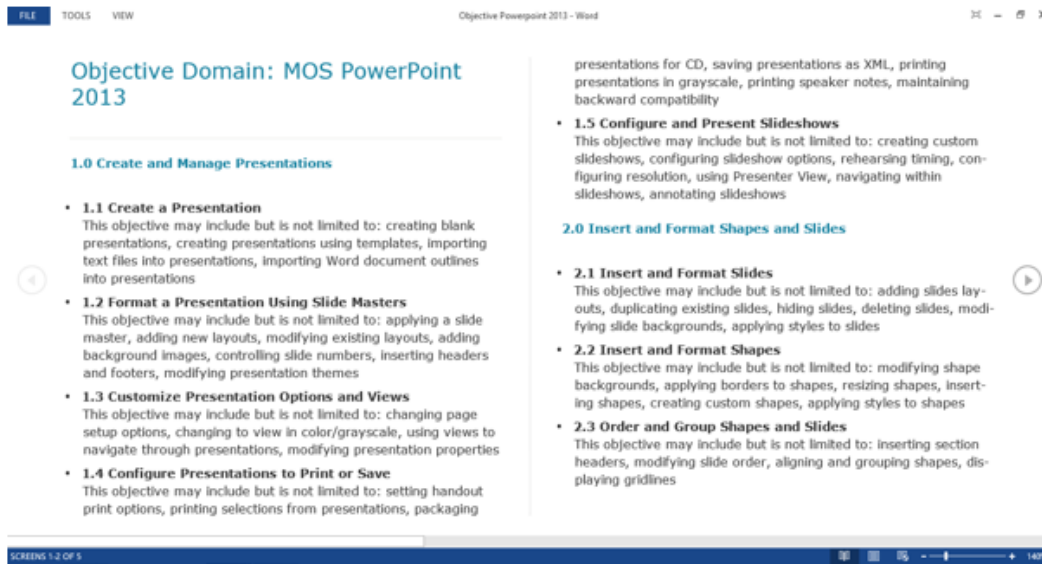 FILE TOOLS VIEW Objective Powerpoint 2013 - Word
Objective Domain: MOS PowerPoint
2013
1.0 Create and Manage Presentations
• 1.1 Create a Presentation
This objective may include but is not limited to: creating blank
presentations, creating presentations using templates, importing
text files into presentations, importing Word document outlines
into presentations
• 1.2 Format a Presentation Using Slide Masters
This objective may include but is not limited to: applying a slide
master, adding new layouts, modifying existing layouts, adding
background images, controlling slide numbers, inserting headers
and footers, modifying presentation themes
• 1.3 Customize Presentation Options and Views
This objective may include but is not limited to: changing page
setup options, changing to view in color/grayscale, using views to
navigate through presentations, modifying presentation properties
• 1.4 Configure Presentations to Print or Save
This objective may include but is not limited to: setting handout
print options, printing selections from presentations, packaging
presentations for CD, saving presentations as XML, printing
presentations in grayscale, printing speaker notes, maintaining
backward compatibility
• 1.5 Configure and Present Slideshows
This objective may include but is not limited to: creating custom
slideshows, configuring slideshow options, rehearsing timing, con-
figuring resolution, using Presenter View, navigating within
slideshows, annotating slideshows
2.0 Insert and Format Shapes and Slides
• 2.1 Insert and Format Slides
This objective may include but is not limited to: adding slides lay-
outs, duplicating existing slides, hiding slides, deleting slides, modi-
fying slide backgrounds, applying styles to slides
• 2.2 Insert and Format Shapes
This objective may include but is not limited to: modifying shape
backgrounds, applying borders to shapes, resizing shapes, insert-
ing shapes, creating custom shapes, applying styles to shapes
• 2.3 Order and Group Shapes and Slides
This objective may include but is not limited to: inserting section
headers, modifying slide order, aligning and grouping shapes, dis-
playing gridlines
SCREENS 1-2 OF 5 140%